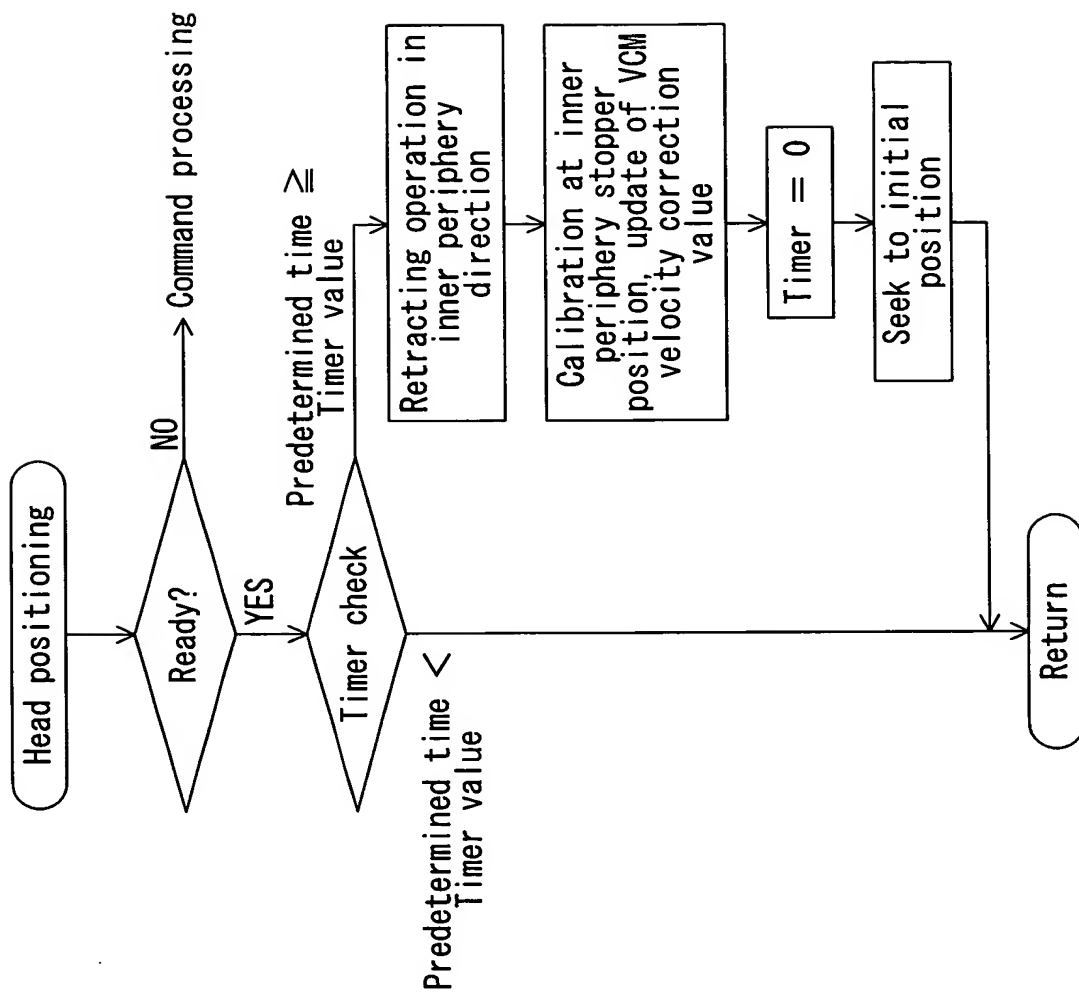 Head positioning
Ready?
NO
Command processing
YES
Timer check
Predetermined time ≧
Timer value
Predetermined time <
Timer value
Retracting operation in
inner periphery
direction
Calibration at inner
periphery stopper
position, update of VCM
velocity correction
value
Timer = 0
Seek to initial
position
Return